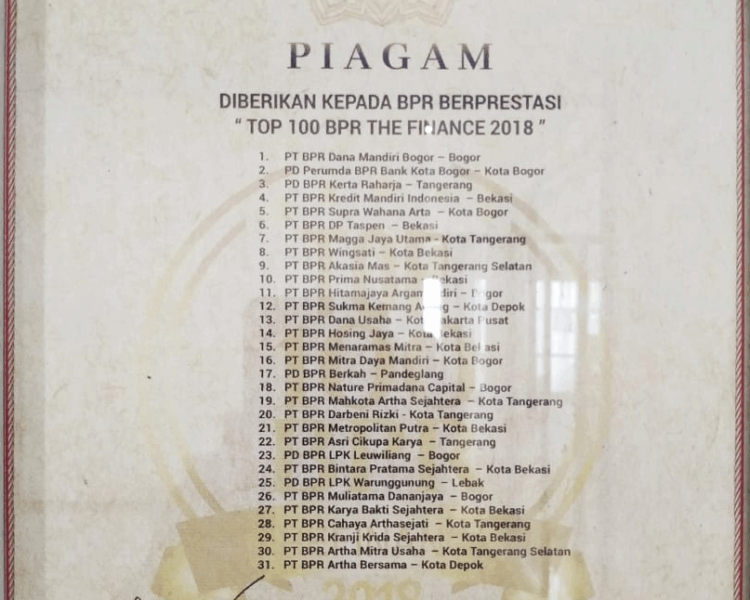 PIAGAM
DIBERIKAN KEPADA BPR BERPRESTASI
“ TOP 100 BPR THE FINANCE 2018 ”
1. PT BPR Dana Mandiri Bogor – Bogor
2. PD Perumda BPR Bank Kota Bogor – Kota Bogor
3. PD BPR Kerta Raharja – Tangerang
4. PT BPR Kredit Mandiri Indonesia – Bekasi
5. PT BPR Supra Wahana Arta – Kota Bogor
6. PT BPR DP Taspen – Bekasi
7. PT BPR Magga Jaya Utama - Kota Tangerang
8. PT BPR Wingsati – Kota Bekasi
9. PT BPR Akasia Mas – Kota Tangerang Selatan
10. PT BPR Prima Nusatama – Bekasi
11. PT BPR Hitamajaya – Bogor
12. PT BPR Sukma Kemang – Kota Depok
13. PT BPR Dana Usaha – Kota Jakarta Pusat
14. PT BPR Hosing Jaya – Kota Bekasi
15. PT BPR Menaramas Mitra – Kota Bekasi
16. PT BPR Mitra Daya Mandiri – Kota Bogor
17. PD BPR Berkah – Pandeglang
18. PT BPR Nature Primadana Capital – Bogor
19. PT BPR Mahkota Artha Sejahtera – Kota Tangerang
20. PT BPR Darbeni Rizki - Kota Tangerang
21. PT BPR Metropolitan Putra – Kota Bekasi
22. PT BPR Asri Cikupa Karya – Tangerang
23. PD BPR LPK Leuwiliang – Bogor
24. PT BPR Bintara Pratama Sejahtera – Kota Bekasi
25. PD BPR LPK Warunggunung – Lebak
26. PT BPR Muliatama Dananjaya – Bogor
27. PT BPR Karya Bakti Sejahtera – Kota Bekasi
28. PT BPR Cahaya Arthasejati – Kota Tangerang
29. PT BPR Kranji Krida Sejahtera – Kota Bekasi
30. PT BPR Artha Mitra Usaha – Kota Tangerang Selatan
31. PT BPR Artha Bersama – Kota Depok
2018